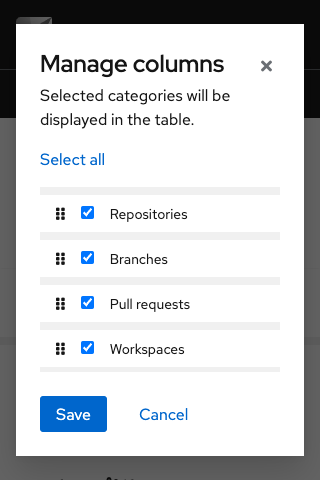 Manage columns
Selected categories will be
displayed in the table.
Select all
Repositories
Branches
Pull requests
Workspaces
Save
Cancel